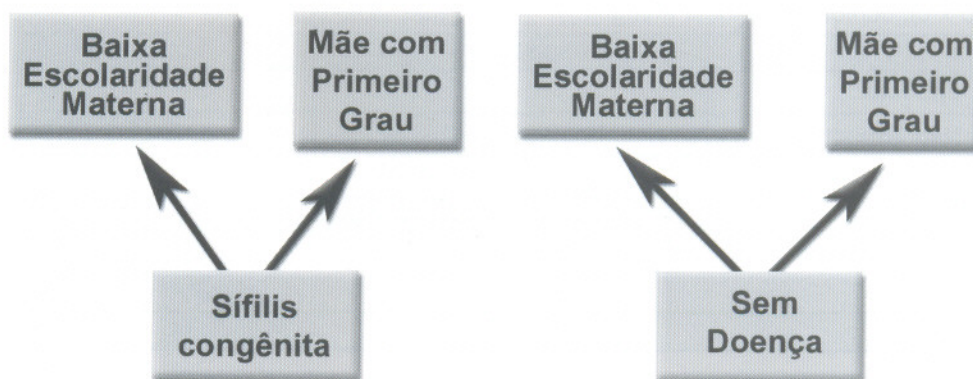 Baixa
Escolaridade
Materna
Mãe com
Primeiro
Grau
Baixa
Escolaridade
Materna
Mãe com
Primeiro
Grau
Sífilis
congênita
Sem
Doença